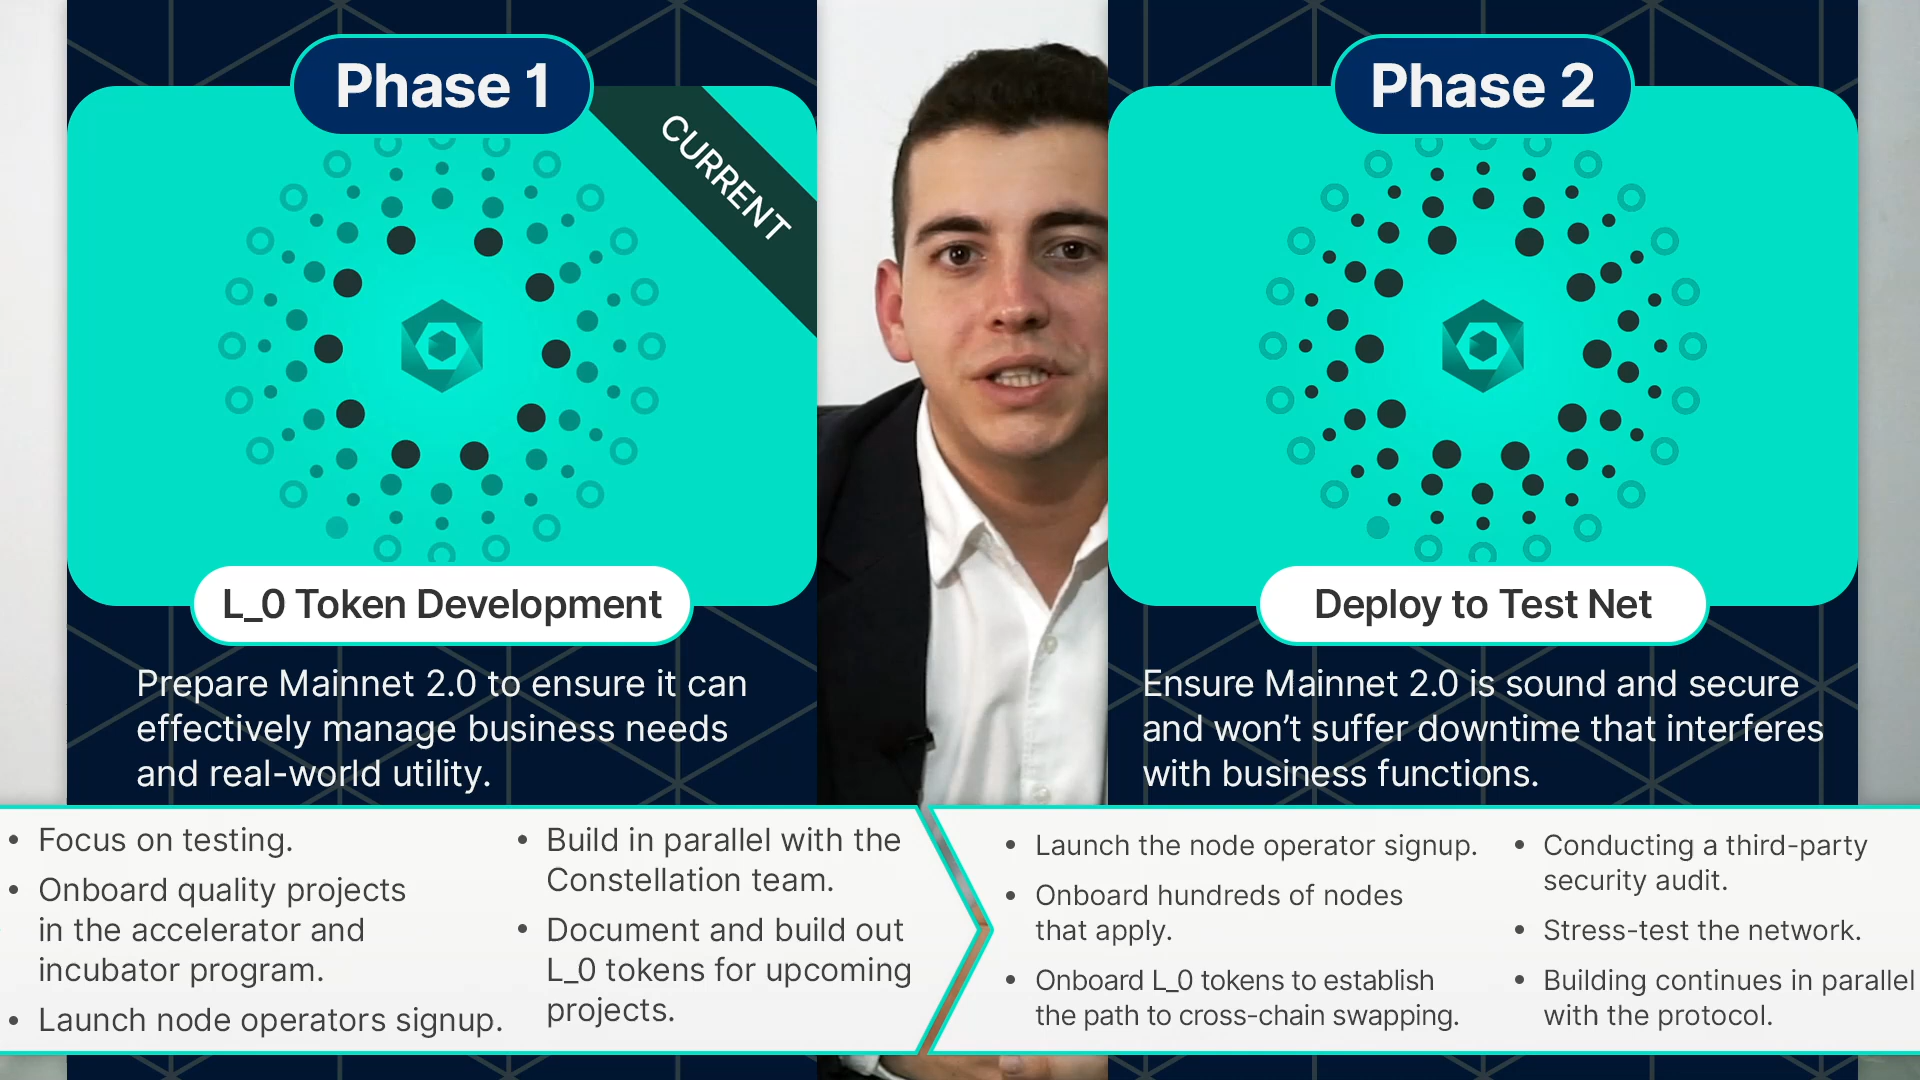 Phase 1
CURRENT
L_0 Token Development
Prepare Mainnet 2.0 to ensure it can
effectively manage business needs
and real-world utility.
• Focus on testing.
• Onboard quality projects
in the accelerator and
incubator program.
• Launch node operators signup.
• Build in parallel with the
Constellation team.
• Document and build out
L_0 tokens for upcoming
projects.
Phase 2
Deploy to Test Net
Ensure Mainnet 2.0 is sound and secure
and won’t suffer downtime that interferes
with business functions.
• Launch the node operator signup.
• Onboard hundreds of nodes
that apply.
• Onboard L_0 tokens to establish
the path to cross-chain swapping.
• Conducting a third-party
security audit.
• Stress-test the network.
• Building continues in parallel
with the protocol.